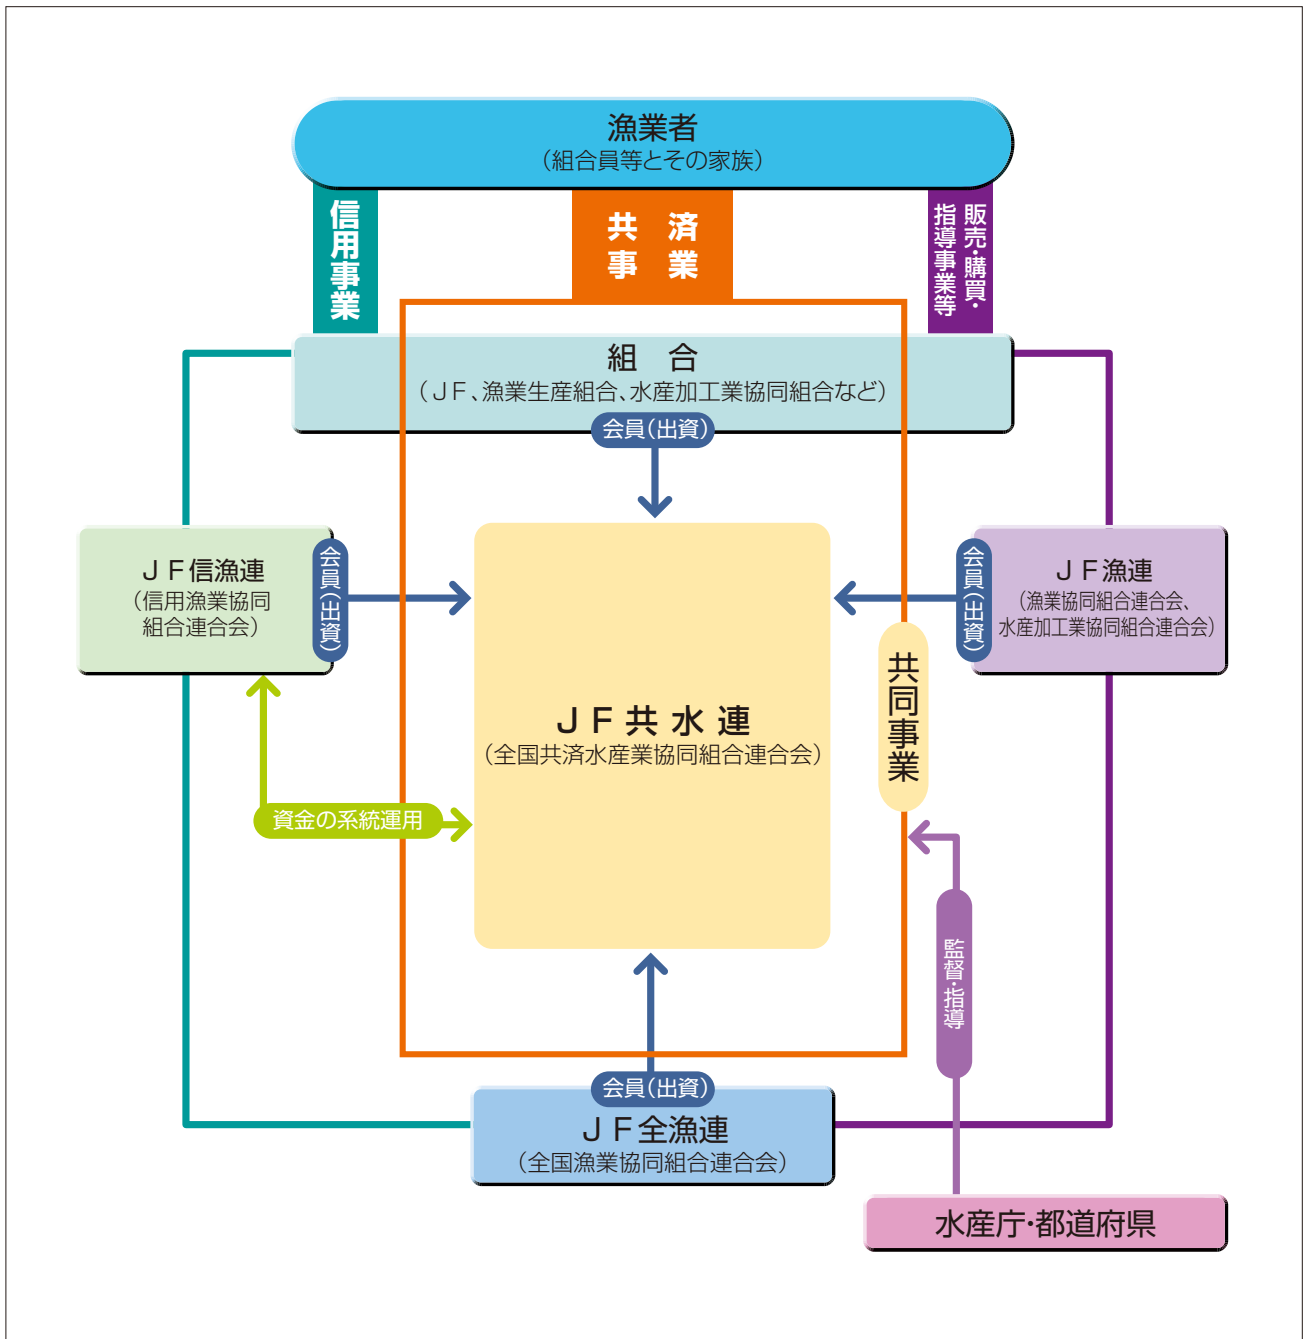 漁業者
（組合員等とその家族）
信用事業
共　済
事　業
販売・購買・
指導事業等
組　合
（ＪＦ、漁業生産組合、水産加工業協同組合など）
会員（出資）
ＪＦ信漁連
（信用漁業協同
組合連合会）
会員（出資）
会員（出資）
ＪＦ漁連
（漁業協同組合連合会、
水産加工業協同組合連合会）
ＪＦ共水連
（全国共済水産業協同組合連合会）
共同事業
資金の系統運用
監督・指導
会員（出資）
ＪＦ全漁連
（全国漁業協同組合連合会）
水産庁・都道府県